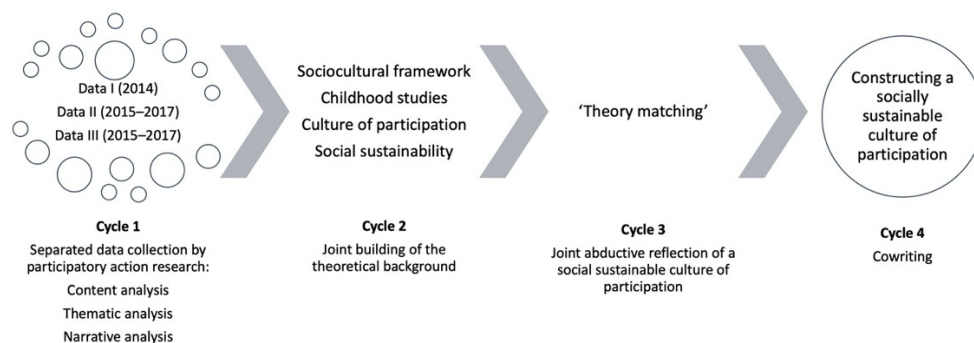 Data I (2014)
Data II (2015–2017)
Data III (2015–2017)
Sociocultural framework
Childhood studies
Culture of participation
Social sustainability
‘Theory matching’
Constructing a
socially
sustainable
culture of
participation
Cycle 1
Separated data collection by
participatory action research:
Content analysis
Thematic analysis
Narrative analysis
Cycle 2
Joint building of the
theoretical background
Cycle 3
Joint abductive reflection of a
social sustainable culture of
participation
Cycle 4
Cowriting